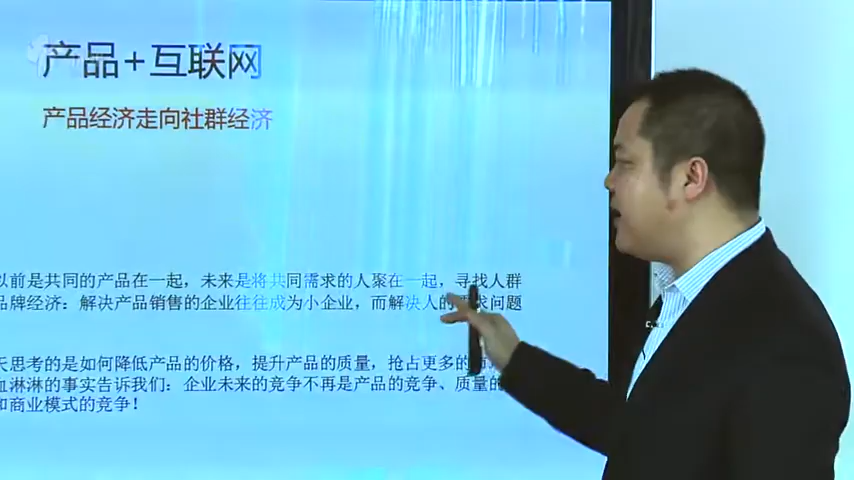 产品+互联网
产品经济走向社群经济
以前是共同的产品在一起，未来是将共同需求的人聚在一起，寻找人群
品牌经济：解决产品销售的企业往往成为小企业，而解决人的需求问题
天思考的是如何降低产品的价格，提升产品的质量，抢占更多的市
血淋淋的事实告诉我们：企业未来的竞争不再是产品的竞争、质量的
和商业模式的竞争！